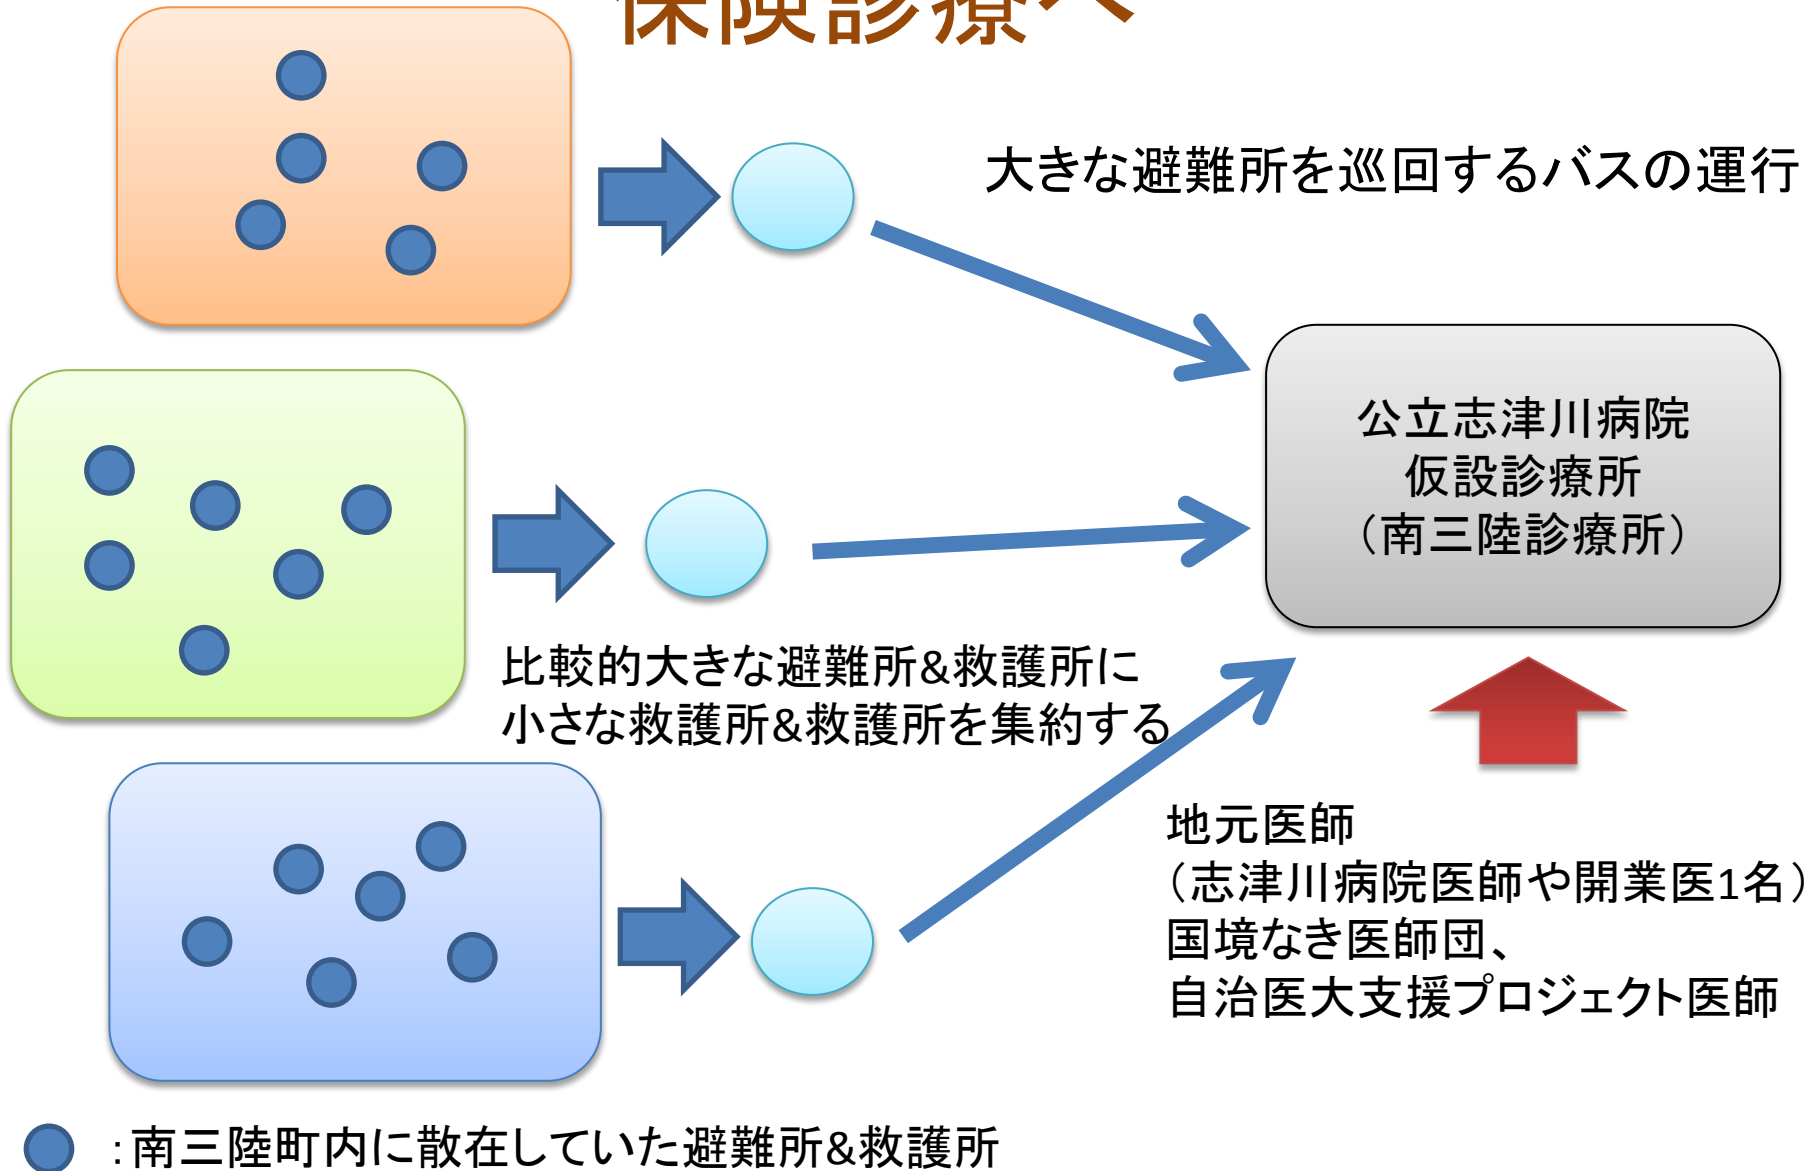 保険診療へ
大きな避難所を巡回するバスの運行
公立志津川病院
仮設診療所
（南三陸診療所）
比較的大きな避難所&救護所に
小さな救護所&救護所を集約する
地元医師
（志津川病院医師や開業医1名）
国境なき医師団、
自治医大支援プロジェクト医師
：南三陸町内に散在していた避難所&救護所